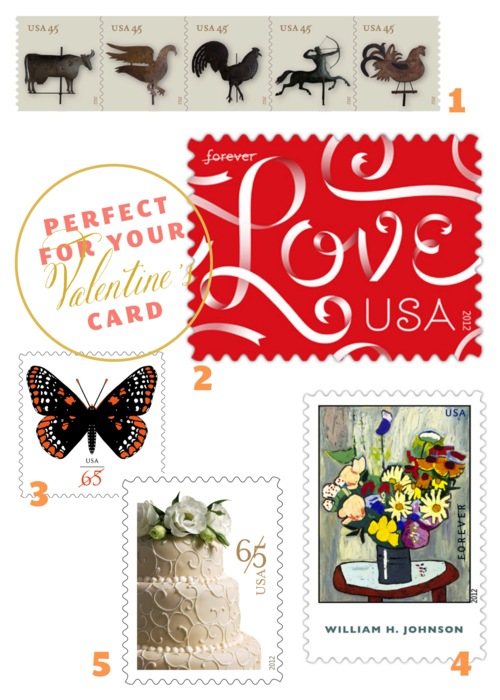 USA 45 USA 45 USA 45 USA 45 USA 45
1
forever
LOVE
USA
2012
2
PERFECT
FOR YOUR
Valentine's
CARD
USA
65
3
USA
FOREVER
2012
WILLIAM H. JOHNSON
4
65
USA
2012
5